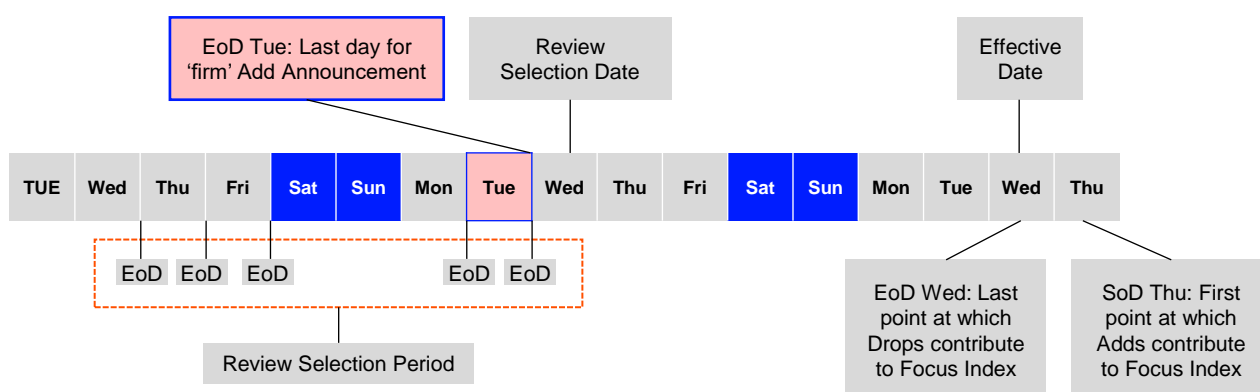 EoD Tue: Last day for
‘firm’ Add Announcement
Review
Selection Date
Effective
Date
TUE Wed Thu Fri Sat Sun Mon Tue Wed Thu Fri Sat Sun Mon Tue Wed Thu
EoD EoD EoD EoD EoD
Review Selection Period
EoD Wed: Last
point at which
Drops contribute
to Focus Index
SoD Thu: First
point at which
Adds contribute
to Focus Index